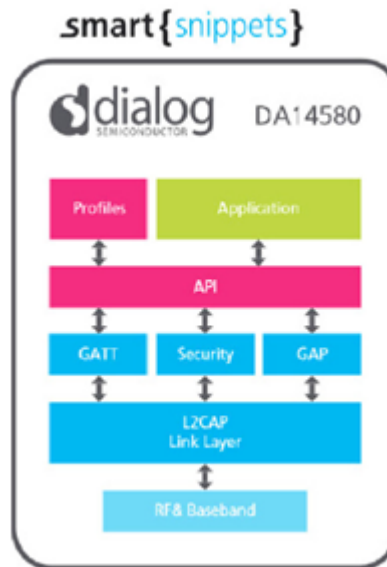 .smart{snippets}
dialog DA14580
SEMICONDUCTOR
Profiles Application
API
GATT Security GAP
L2CAP
Link Layer
RF& Baseband